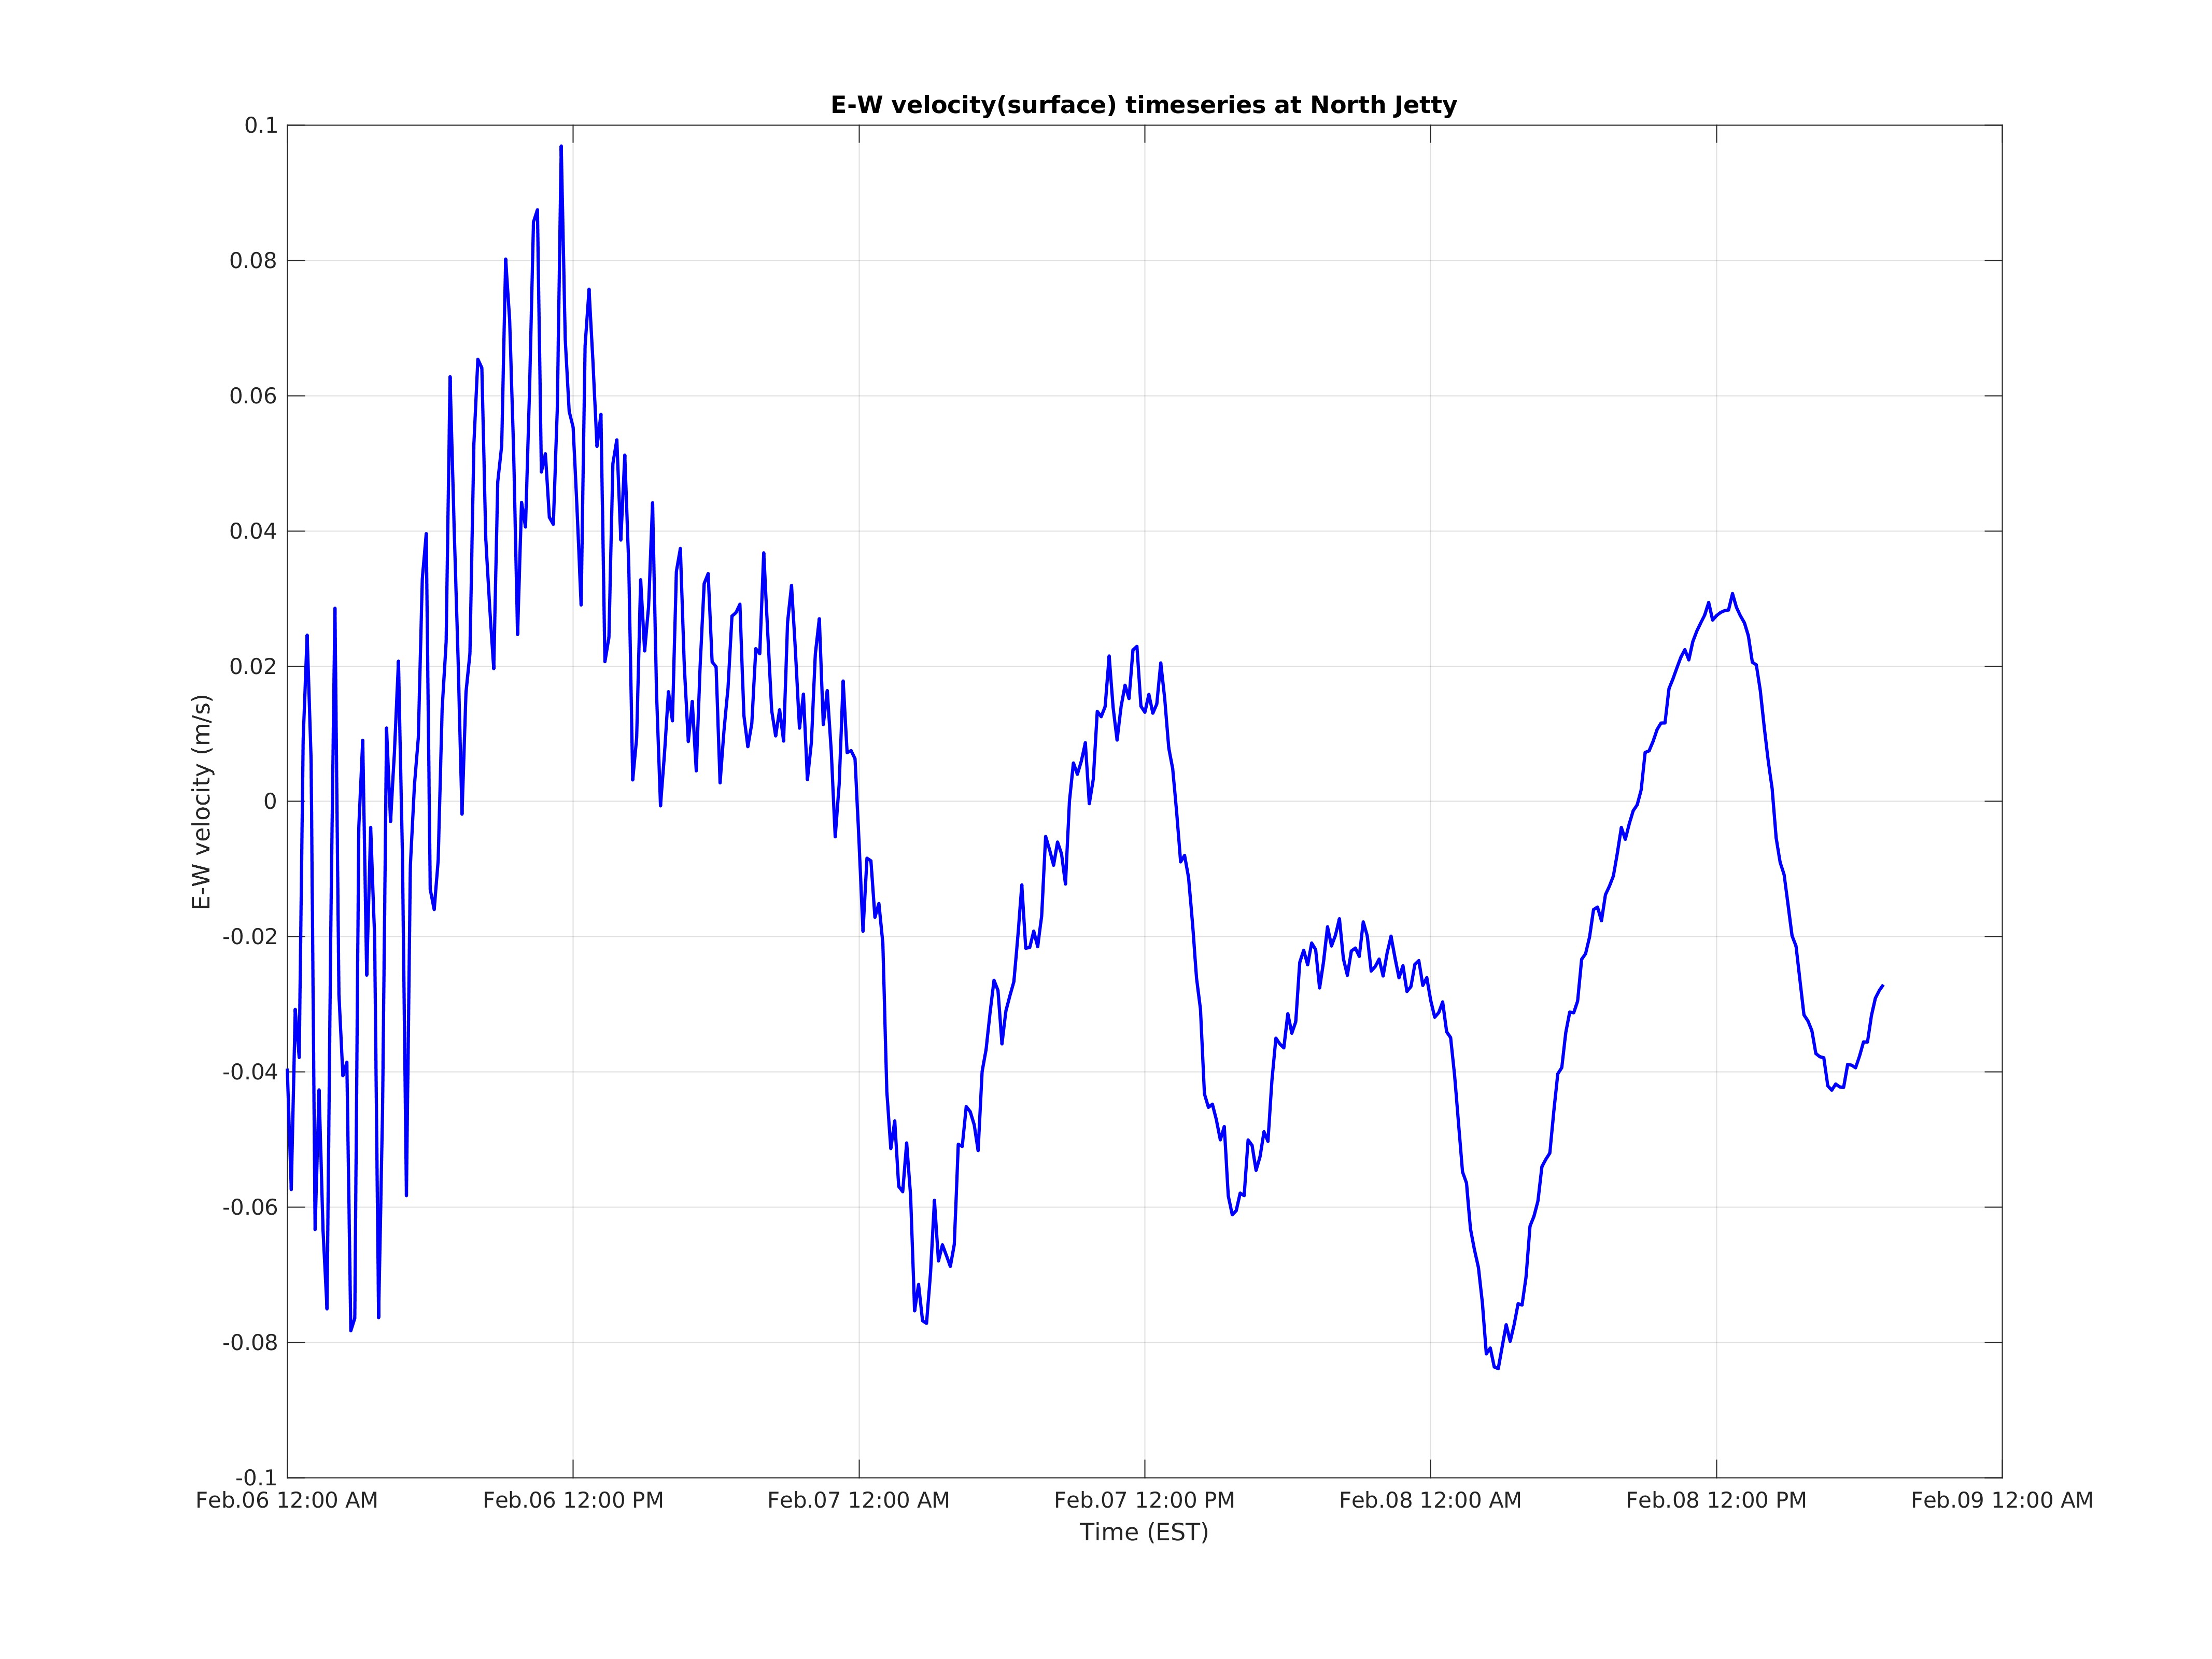 E-W velocity(surface) timeseries at North Jetty
0.1
0.08
0.06
0.04
0.02
0
-0.02
-0.04
-0.06
-0.08
-0.1
E-W velocity (m/s)
Feb.06 12:00 AM Feb.06 12:00 PM Feb.07 12:00 AM Feb.07 12:00 PM Feb.08 12:00 AM Feb.08 12:00 PM Feb.09 12:00 AM
Time (EST)